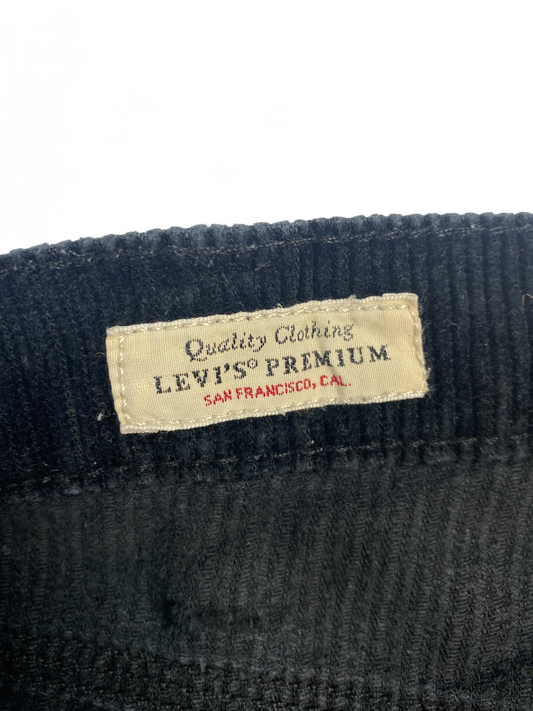 Quality Clothing
LEVI'S® PREMIUM
SAN FRANCISCO, CAL.